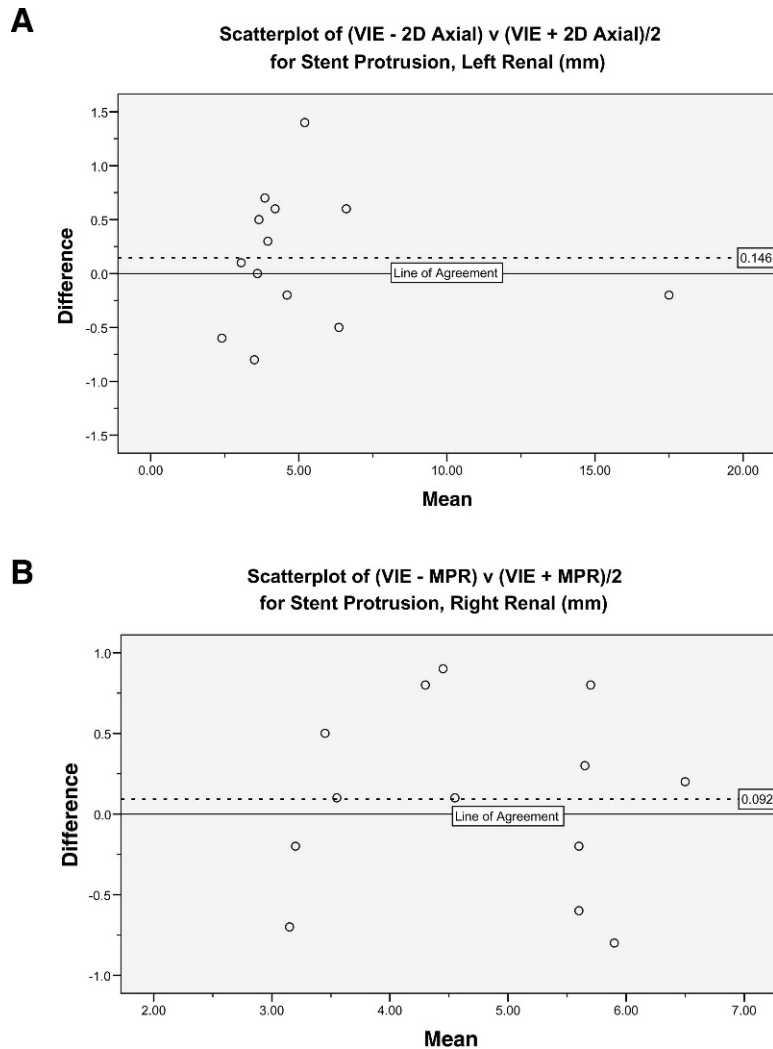 A
Scatterplot of (VIE - 2D Axial) v (VIE + 2D Axial)/2
for Stent Protrusion, Left Renal (mm)
Difference
1.5
1.0
0.5
0.146
0.0
Line of Agreement
-0.5
-1.0
-1.5
0.00 5.00 10.00 15.00 20.00
Mean
B
Scatterplot of (VIE - MPR) v (VIE + MPR)/2
for Stent Protrusion, Right Renal (mm)
Difference
1.0
0.5
0.092
0.0
Line of Agreement
-0.5
-1.0
2.00 3.00 4.00 5.00 6.00 7.00
Mean